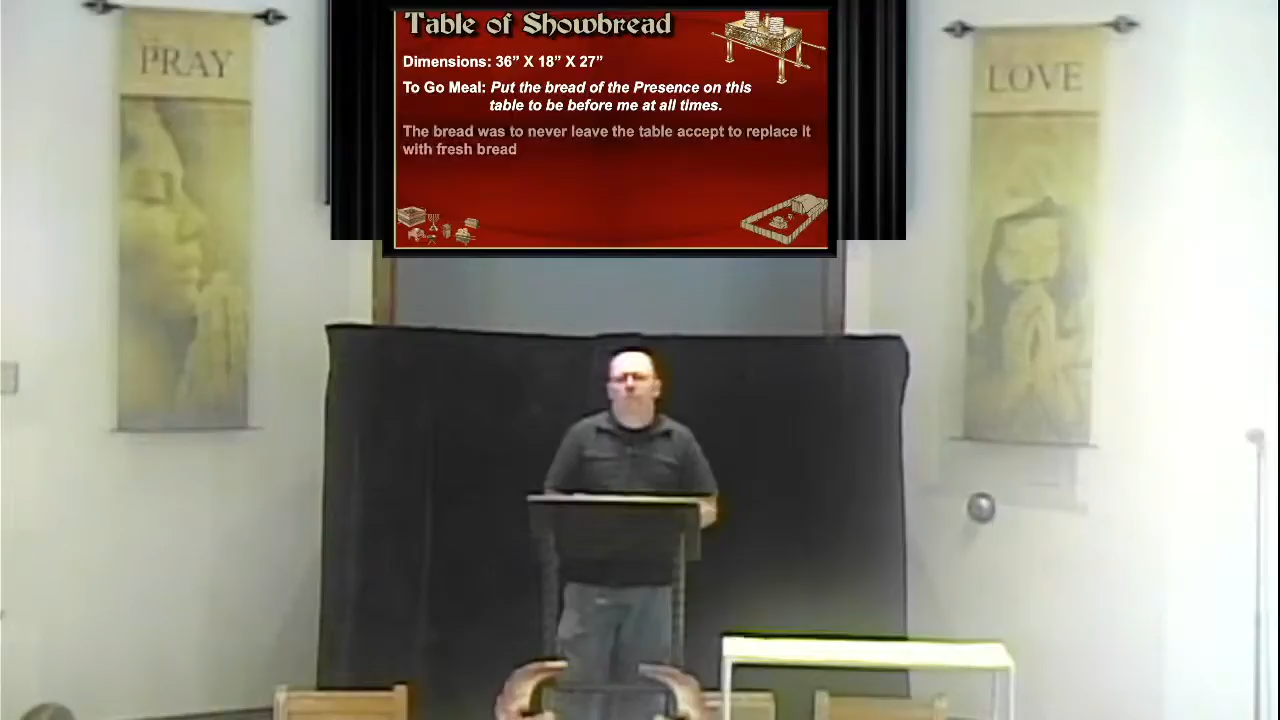 PRAY
Table of Showbread
Dimensions: 36” X 18” X 27”
To Go Meal: Put the bread of the Presence on this
table to be before me at all times.
The bread was to never leave the table accept to replace it
with fresh bread
LOVE